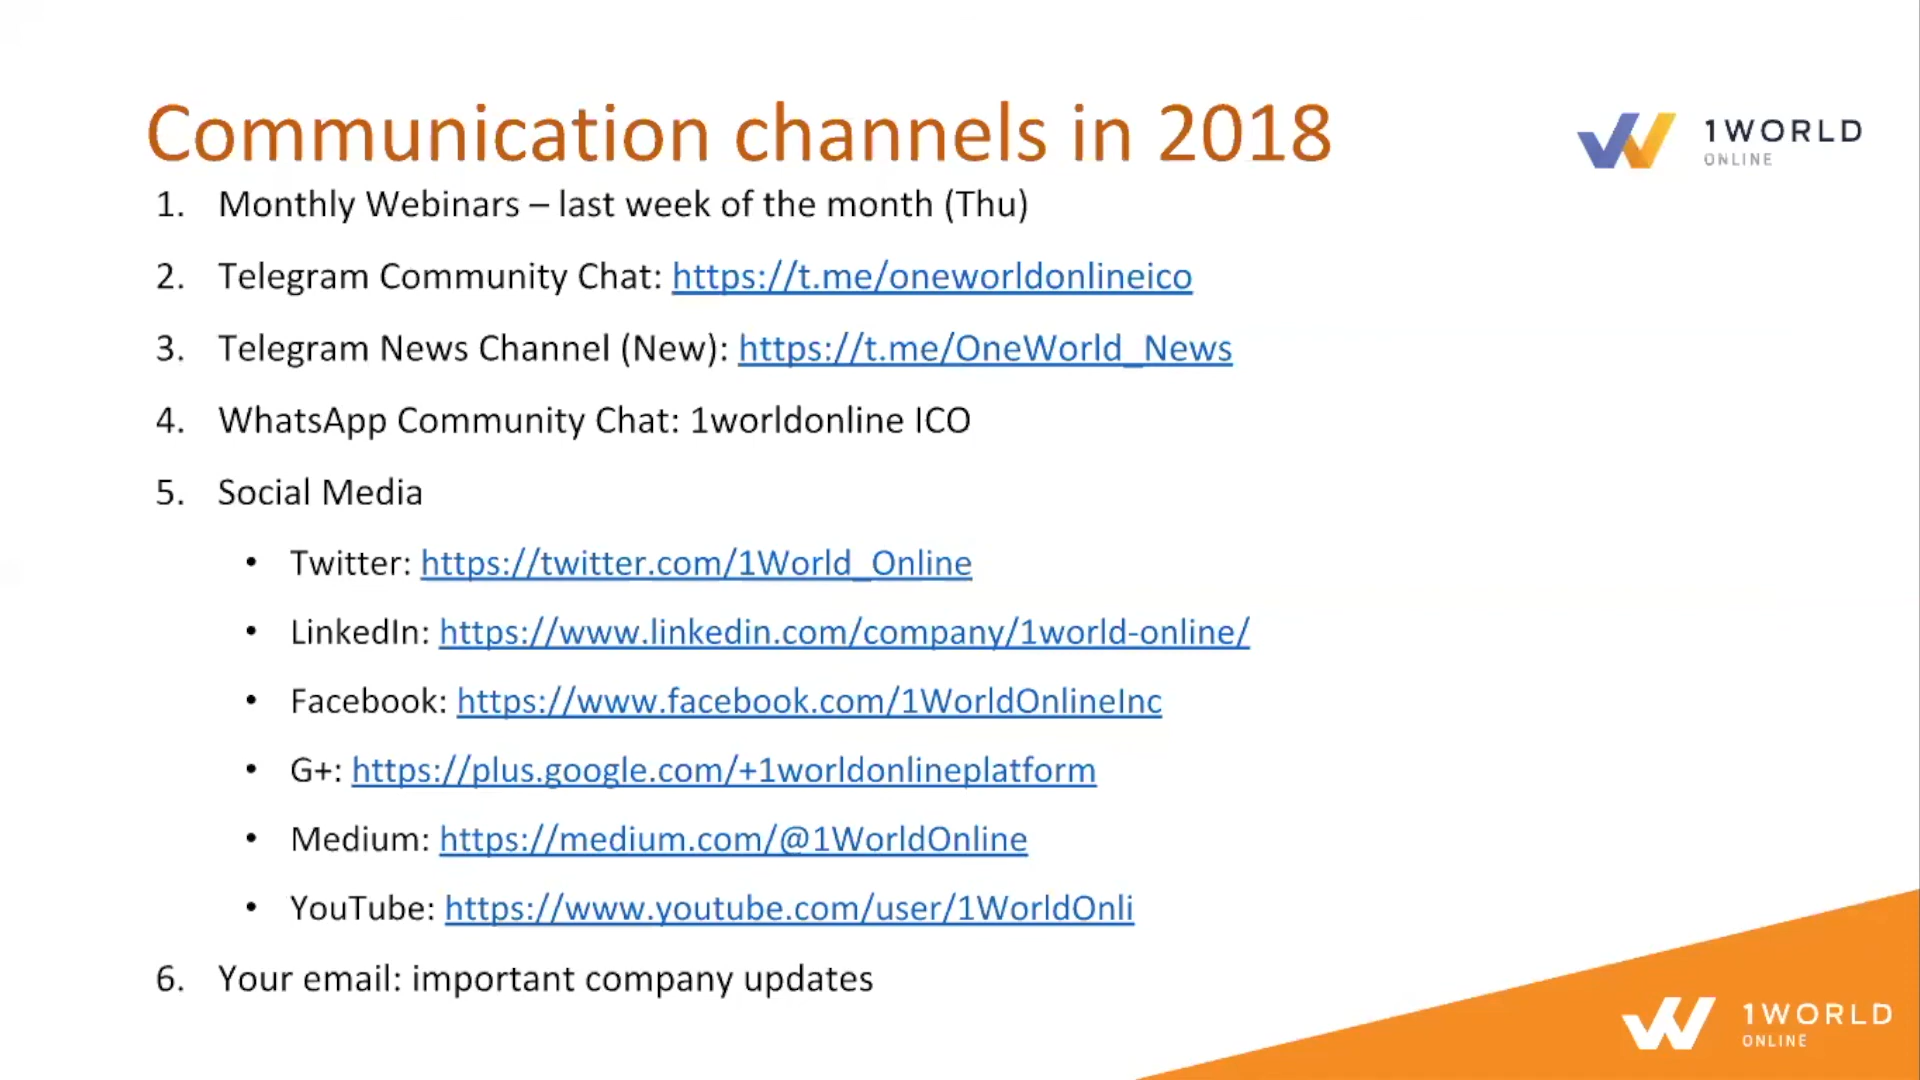 Communication channels in 2018
1WORLD
ONLINE
1. Monthly Webinars – last week of the month (Thu)
2. Telegram Community Chat: https://t.me/oneworldonlineico
3. Telegram News Channel (New): https://t.me/OneWorld_News
4. WhatsApp Community Chat: 1worldonline ICO
5. Social Media
• Twitter: https://twitter.com/1World_Online
• LinkedIn: https://www.linkedin.com/company/1world-online/
• Facebook: https://www.facebook.com/1WorldOnlineInc
• G+: https://plus.google.com/+1worldonlineplatform
• Medium: https://medium.com/@1WorldOnline
• YouTube: https://www.youtube.com/user/1WorldOnli
6. Your email: important company updates
1WORLD
ONLINE